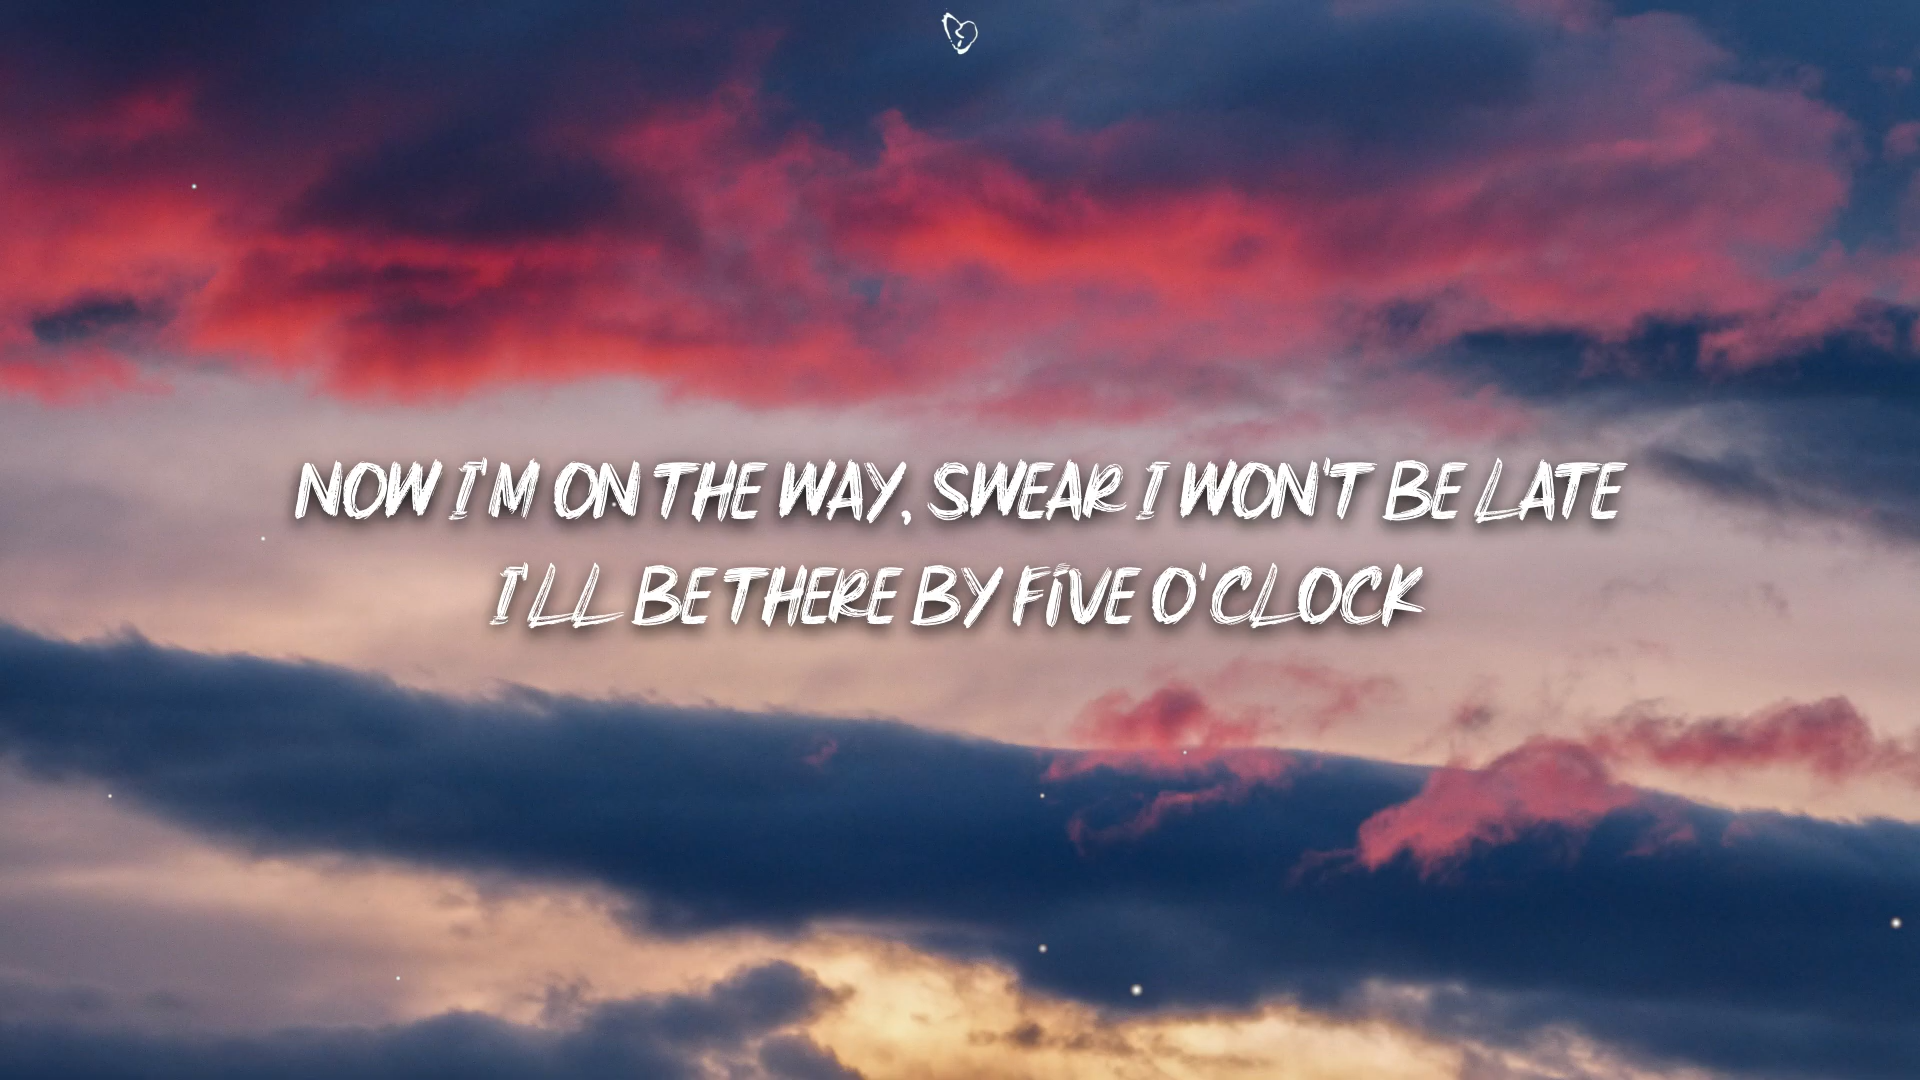 NOW I'M ON THE WAY, SWEAR I WON'T BE LATE
I'LL BE THERE BY FIVE O'CLOCK